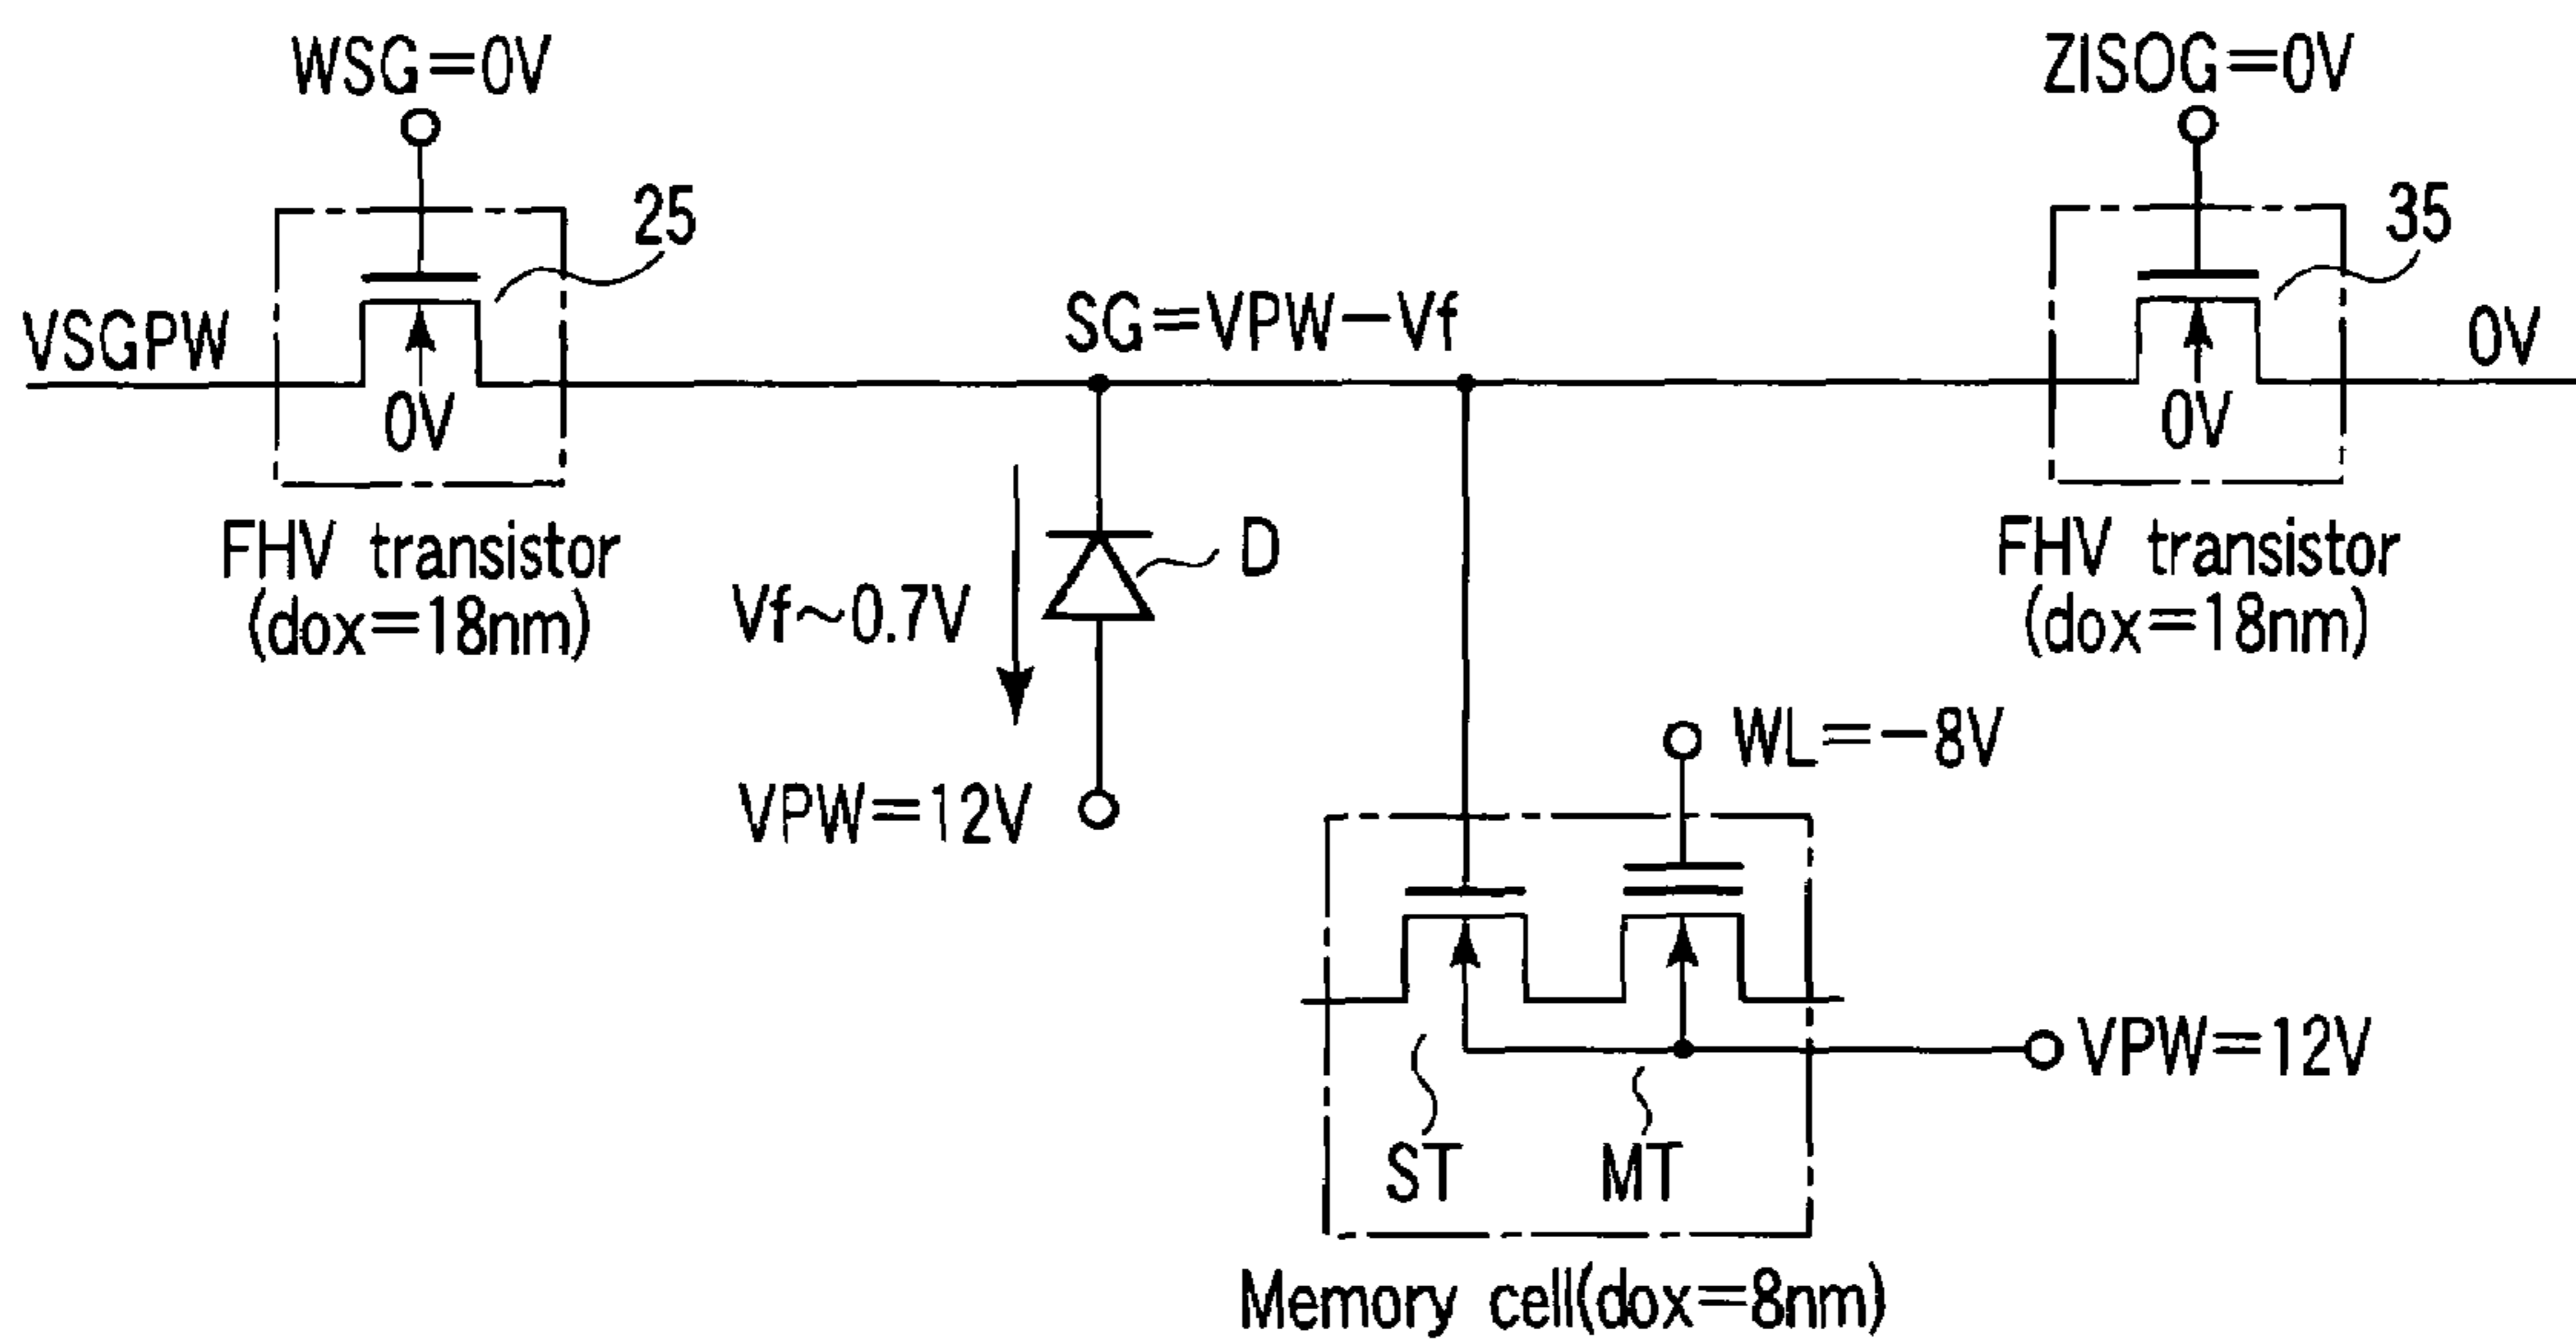 WSG=0V
ZISOG=0V
25
35
VSGPW
SG=VPW−Vf
0V
0V
0V
FHV transistor
(dox=18nm)
Vf~0.7V
D
FHV transistor
(dox=18nm)
WL=−8V
VPW=12V
VPW=12V
ST
MT
Memory cell(dox=8nm)